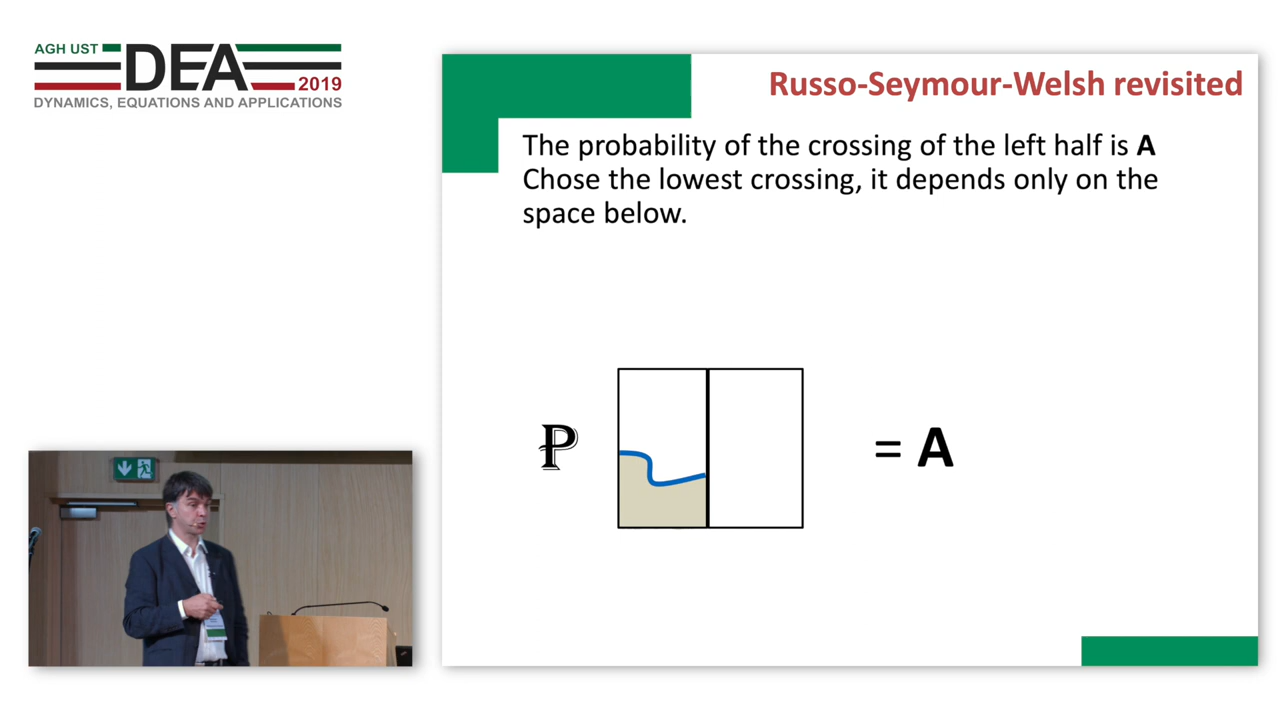 AGH UST
DEA
2019
DYNAMICS, EQUATIONS AND APPLICATIONS
Russo-Seymour-Welsh revisited
The probability of the crossing of the left half is A
Chose the lowest crossing, it depends only on the
space below.
P = A